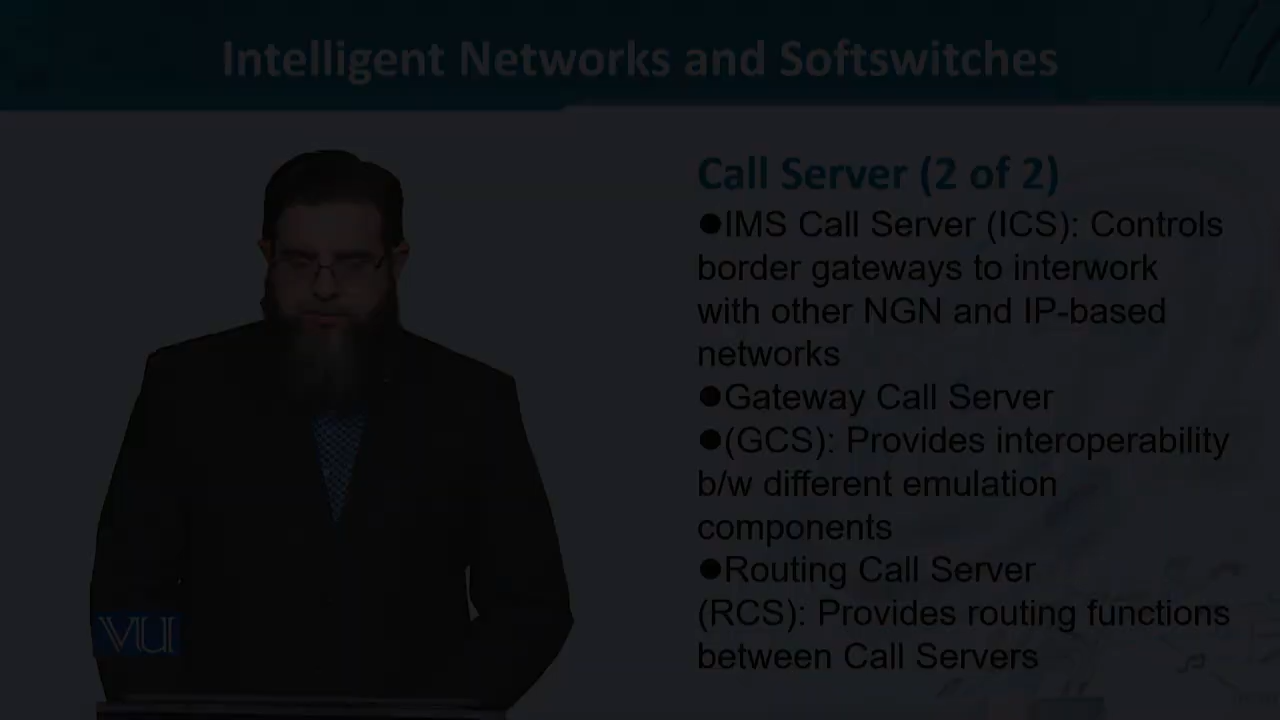 Intelligent Networks and Softswitches
Call Server (2 of 2)
●IMS Call Server (ICS): Controls
border gateways to interwork
with other NGN and IP-based
networks
●Gateway Call Server
●(GCS): Provides interoperability
b/w different emulation
components
●Routing Call Server
(RCS): Provides routing functions
between Call Servers
VU